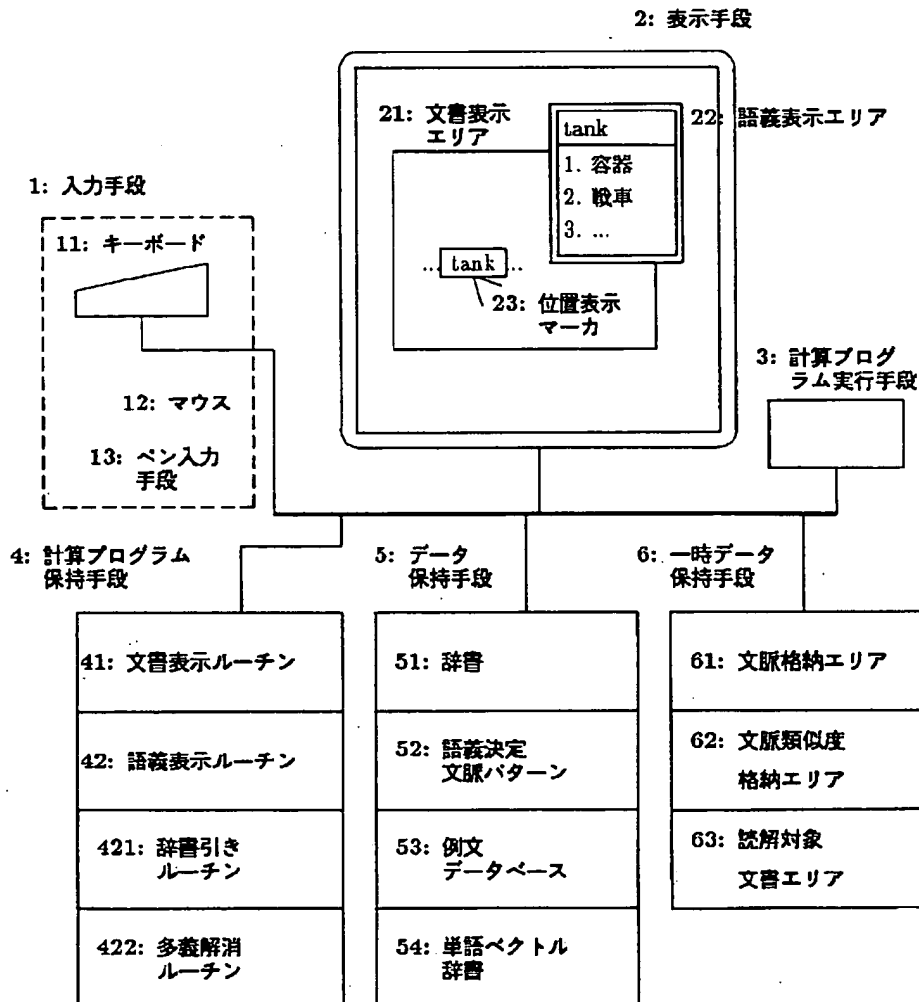 2: 表示手段
21: 文書表示
エリア
22: 語義表示エリア
tank
1. 容器
2. 戦車
3. ...
...tank...
23: 位置表示
マーカ
1: 入力手段
11: キーボード
12: マウス
13: ペン入力
手段
3: 計算プログ
ラム実行手段
4: 計算プログラム
保持手段
41: 文書表示ルーチン
42: 語義表示ルーチン
421: 辞書引き
ルーチン
422: 多義解消
ルーチン
5: データ
保持手段
51: 辞書
52: 語義決定
文脈パターン
53: 例文
データベース
54: 単語ベクトル
辞書
6: 一時データ
保持手段
61: 文脈格納エリア
62: 文脈類似度
格納エリア
63: 読解対象
文書エリア